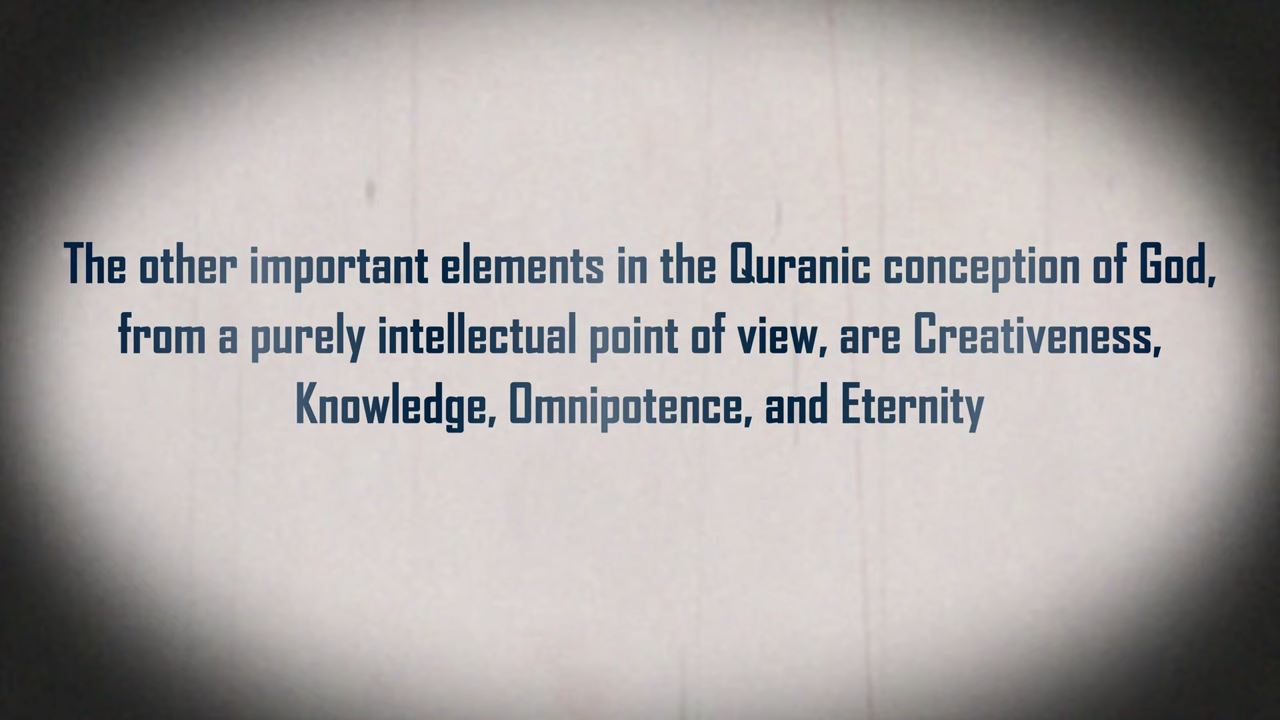 The other important elements in the Quranic conception of God,
from a purely intellectual point of view, are Creativeness,
Knowledge, Omnipotence, and Eternity